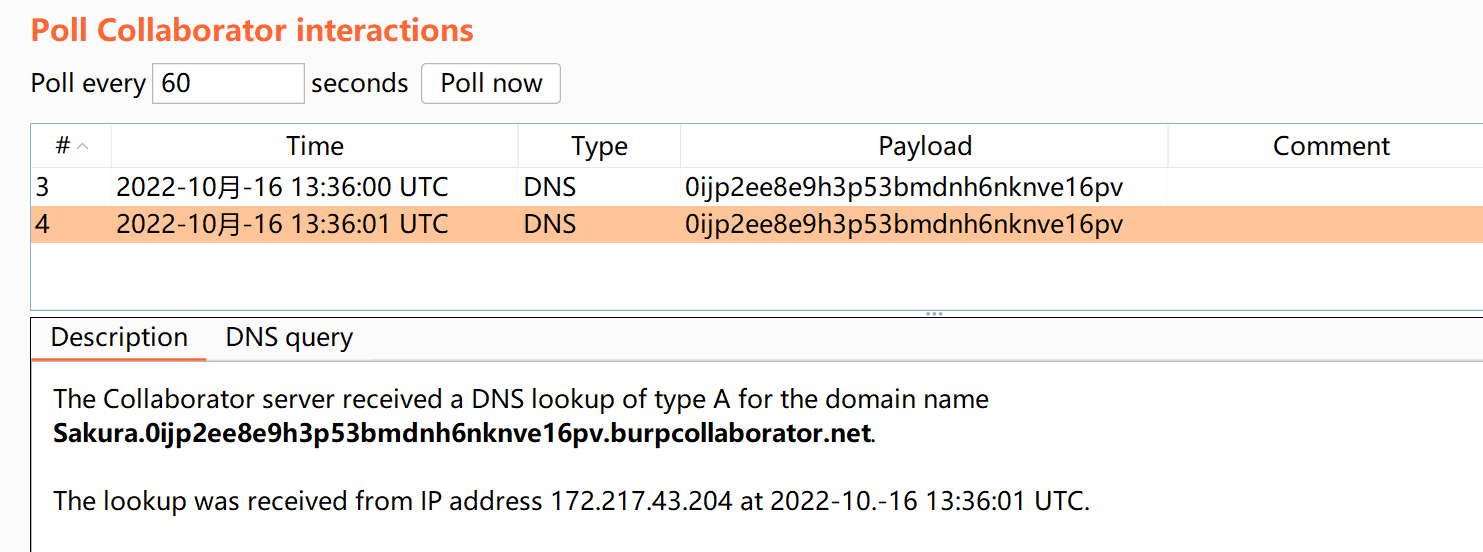 Poll Collaborator interactions
Poll every 60 seconds Poll now
# Time Type Payload Comment
3 2022-10月-16 13:36:00 UTC DNS 0ijp2ee8e9h3p53bmdnh6nknve16pv
4 2022-10月-16 13:36:01 UTC DNS 0ijp2ee8e9h3p53bmdnh6nknve16pv
Description DNS query
The Collaborator server received a DNS lookup of type A for the domain name
Sakura.0ijp2ee8e9h3p53bmdnh6nknve16pv.burpcollaborator.net.
The lookup was received from IP address 172.217.43.204 at 2022-10.-16 13:36:01 UTC.